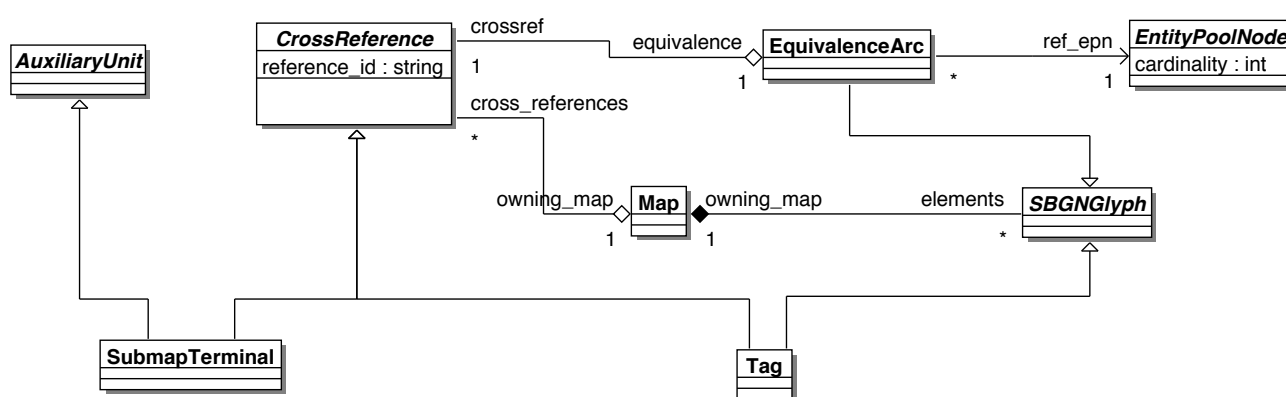 crossref
CrossReference
equivalence
EquivalenceArc
ref_epn
EntityPoolNode
AuxiliaryUnit
reference_id : string
1
1
*
1
cardinality : int
cross_references
*
owning_map
Map
owning_map
elements
SBGNGlyph
1
1
*
SubmapTerminal
Tag